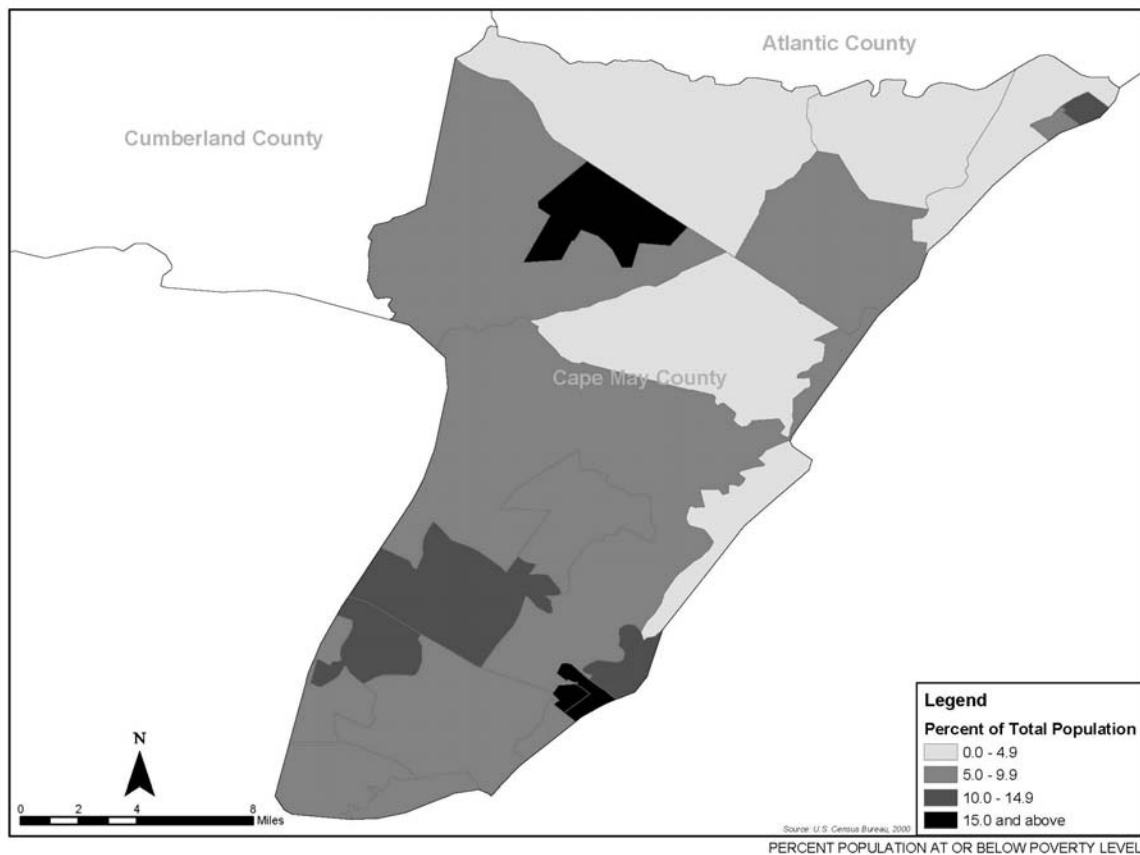 Atlantic County
Cumberland County
Cape May County
N
0 2 4 8
Miles
Legend
Percent of Total Population
0.0 - 4.9
5.0 - 9.9
10.0 - 14.9
15.0 and above
Source: U.S. Census Bureau, 2000
PERCENT POPULATION AT OR BELOW POVERTY LEVEL